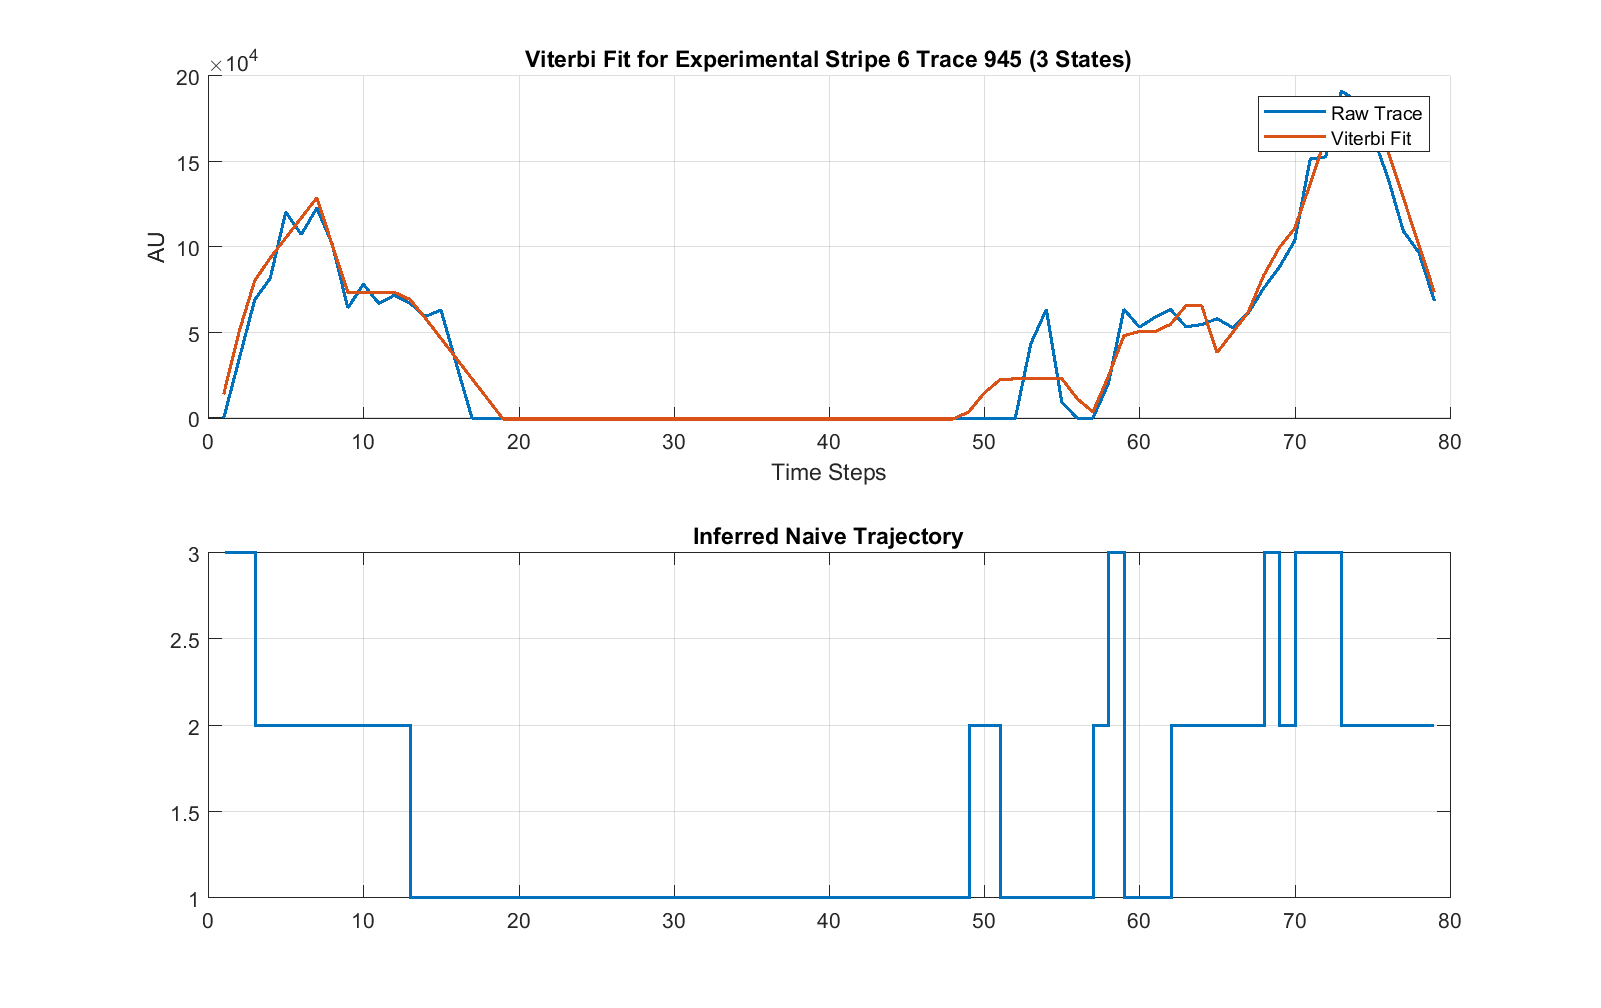 Viterbi Fit for Experimental Stripe 6 Trace 945 (3 States)
×10⁴
20
15
10
5
0
AU
Raw Trace
Viterbi Fit
0 10 20 30 40 50 60 70 80
Time Steps
Inferred Naive Trajectory
3
2.5
2
1.5
1
0 10 20 30 40 50 60 70 80